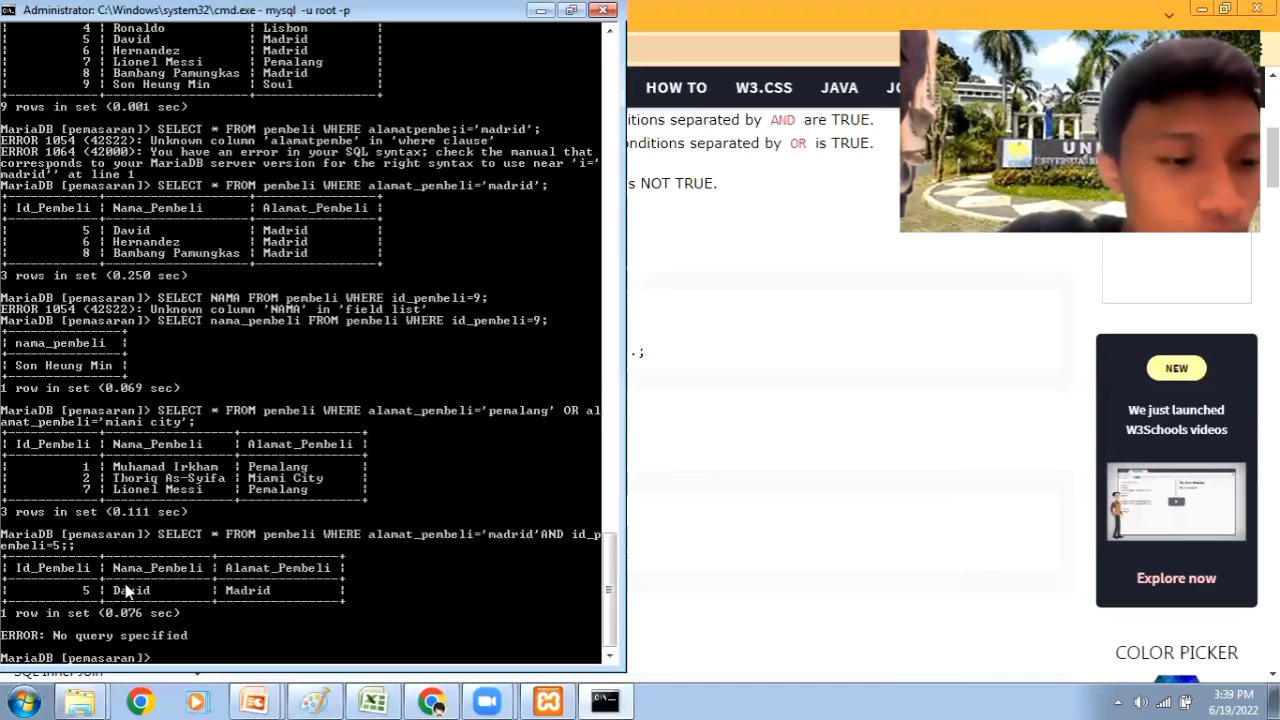 Administrator: C:\Windows\system32\cmd.exe - mysql -u root -p
| 4 | Ronaldo | Lisbon |
| 5 | David | Madrid |
| 6 | Hernandez | Madrid |
| 7 | Lionel Messi | Pemalang |
| 8 | Bambang Pamungkas | Madrid |
| 9 | Son Heung Min | Soul |
9 rows in set (0.001 sec)
MariaDB [pemasaran]> SELECT * FROM pembeli WHERE alamatpembe;i='madrid';
ERROR 1054 (42S22): Unknown column 'alamatpembe' in 'where clause'
ERROR 1064 (42000): You have an error in your SQL syntax; check the manual that
corresponds to your MariaDB server version for the right syntax to use near 'i='
madrid'' at line 1
MariaDB [pemasaran]> SELECT * FROM pembeli WHERE alamat_pembeli='madrid';
| Id_Pembeli | Nama_Pembeli | Alamat_Pembeli |
| 5 | David | Madrid |
| 6 | Hernandez | Madrid |
| 8 | Bambang Pamungkas | Madrid |
3 rows in set (0.250 sec)
MariaDB [pemasaran]> SELECT NAMA FROM pembeli WHERE id_pembeli=9;
ERROR 1054 (42S22): Unknown column 'NAMA' in 'field list'
MariaDB [pemasaran]> SELECT nama_pembeli FROM pembeli WHERE id_pembeli=9;
| nama_pembeli |
| Son Heung Min |
1 row in set (0.069 sec)
MariaDB [pemasaran]> SELECT * FROM pembeli WHERE alamat_pembeli='pemalang' OR al
amat_pembeli='miami city';
| Id_Pembeli | Nama_Pembeli | Alamat_Pembeli |
| 1 | Muhamad Irkham | Pemalang |
| 2 | Thoriq As-Syifa | Miami City |
| 7 | Lionel Messi | Pemalang |
3 rows in set (0.111 sec)
MariaDB [pemasaran]> SELECT * FROM pembeli WHERE alamat_pembeli='madrid'AND id_p
embeli=5;;
| Id_Pembeli | Nama_Pembeli | Alamat_Pembeli |
| 5 | David | Madrid |
1 row in set (0.076 sec)
ERROR: No query specified
MariaDB [pemasaran]>
HOW TO W3.CSS JAVA
ditions separated by AND are TRUE.
onditions separated by OR is TRUE.
s NOT TRUE.
.;
UN
NEW
We just launched
W3Schools videos
Explore now
COLOR PICKER
SQL Inner Join
3:39 PM
6/19/2022